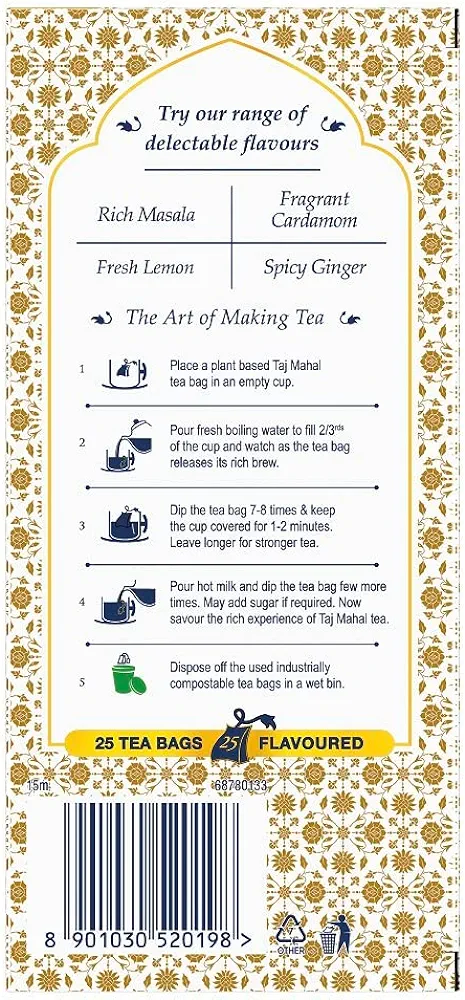 Try our range of
delectable flavours
Rich Masala
Fragrant
Cardamom
Fresh Lemon
Spicy Ginger
The Art of Making Tea
1
Place a plant based Taj Mahal
tea bag in an empty cup.
2
Pour fresh boiling water to fill 2/3rds
of the cup and watch as the tea bag
releases its rich brew.
3
Dip the tea bag 7-8 times & keep
the cup covered for 1-2 minutes.
Leave longer for stronger tea.
4
Pour hot milk and dip the tea bag few more
times. May add sugar if required. Now
savour the rich experience of Taj Mahal tea.
5
Dispose off the used industrially
compostable tea bags in a wet bin.
25 TEA BAGS 25 FLAVOURED
15m 68780133
8 901030 520198 >
OTHER